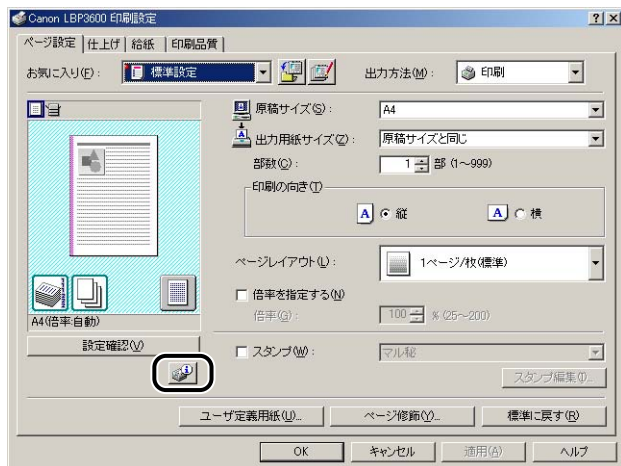 Canon LBP3600 印刷設定
ページ設定 仕上げ 給紙 印刷品質
お気に入り(F): 標準設定 出力方法(M): 印刷
原稿サイズ(S): A4
出力用紙サイズ(Z): 原稿サイズと同じ
部数(C): 1 部 (1～999)
印刷の向き(T)
A 縦 A 横
ページレイアウト(L): 1ページ/枚(標準)
倍率を指定する(N)
倍率(G): 100 % (25～200)
A4(倍率:自動)
設定確認(V)
スタンプ(W): マル秘
スタンプ編集(I)...
ユーザ定義用紙(U)... ページ修飾(Y)... 標準に戻す(R)
OK キャンセル 適用(A) ヘルプ